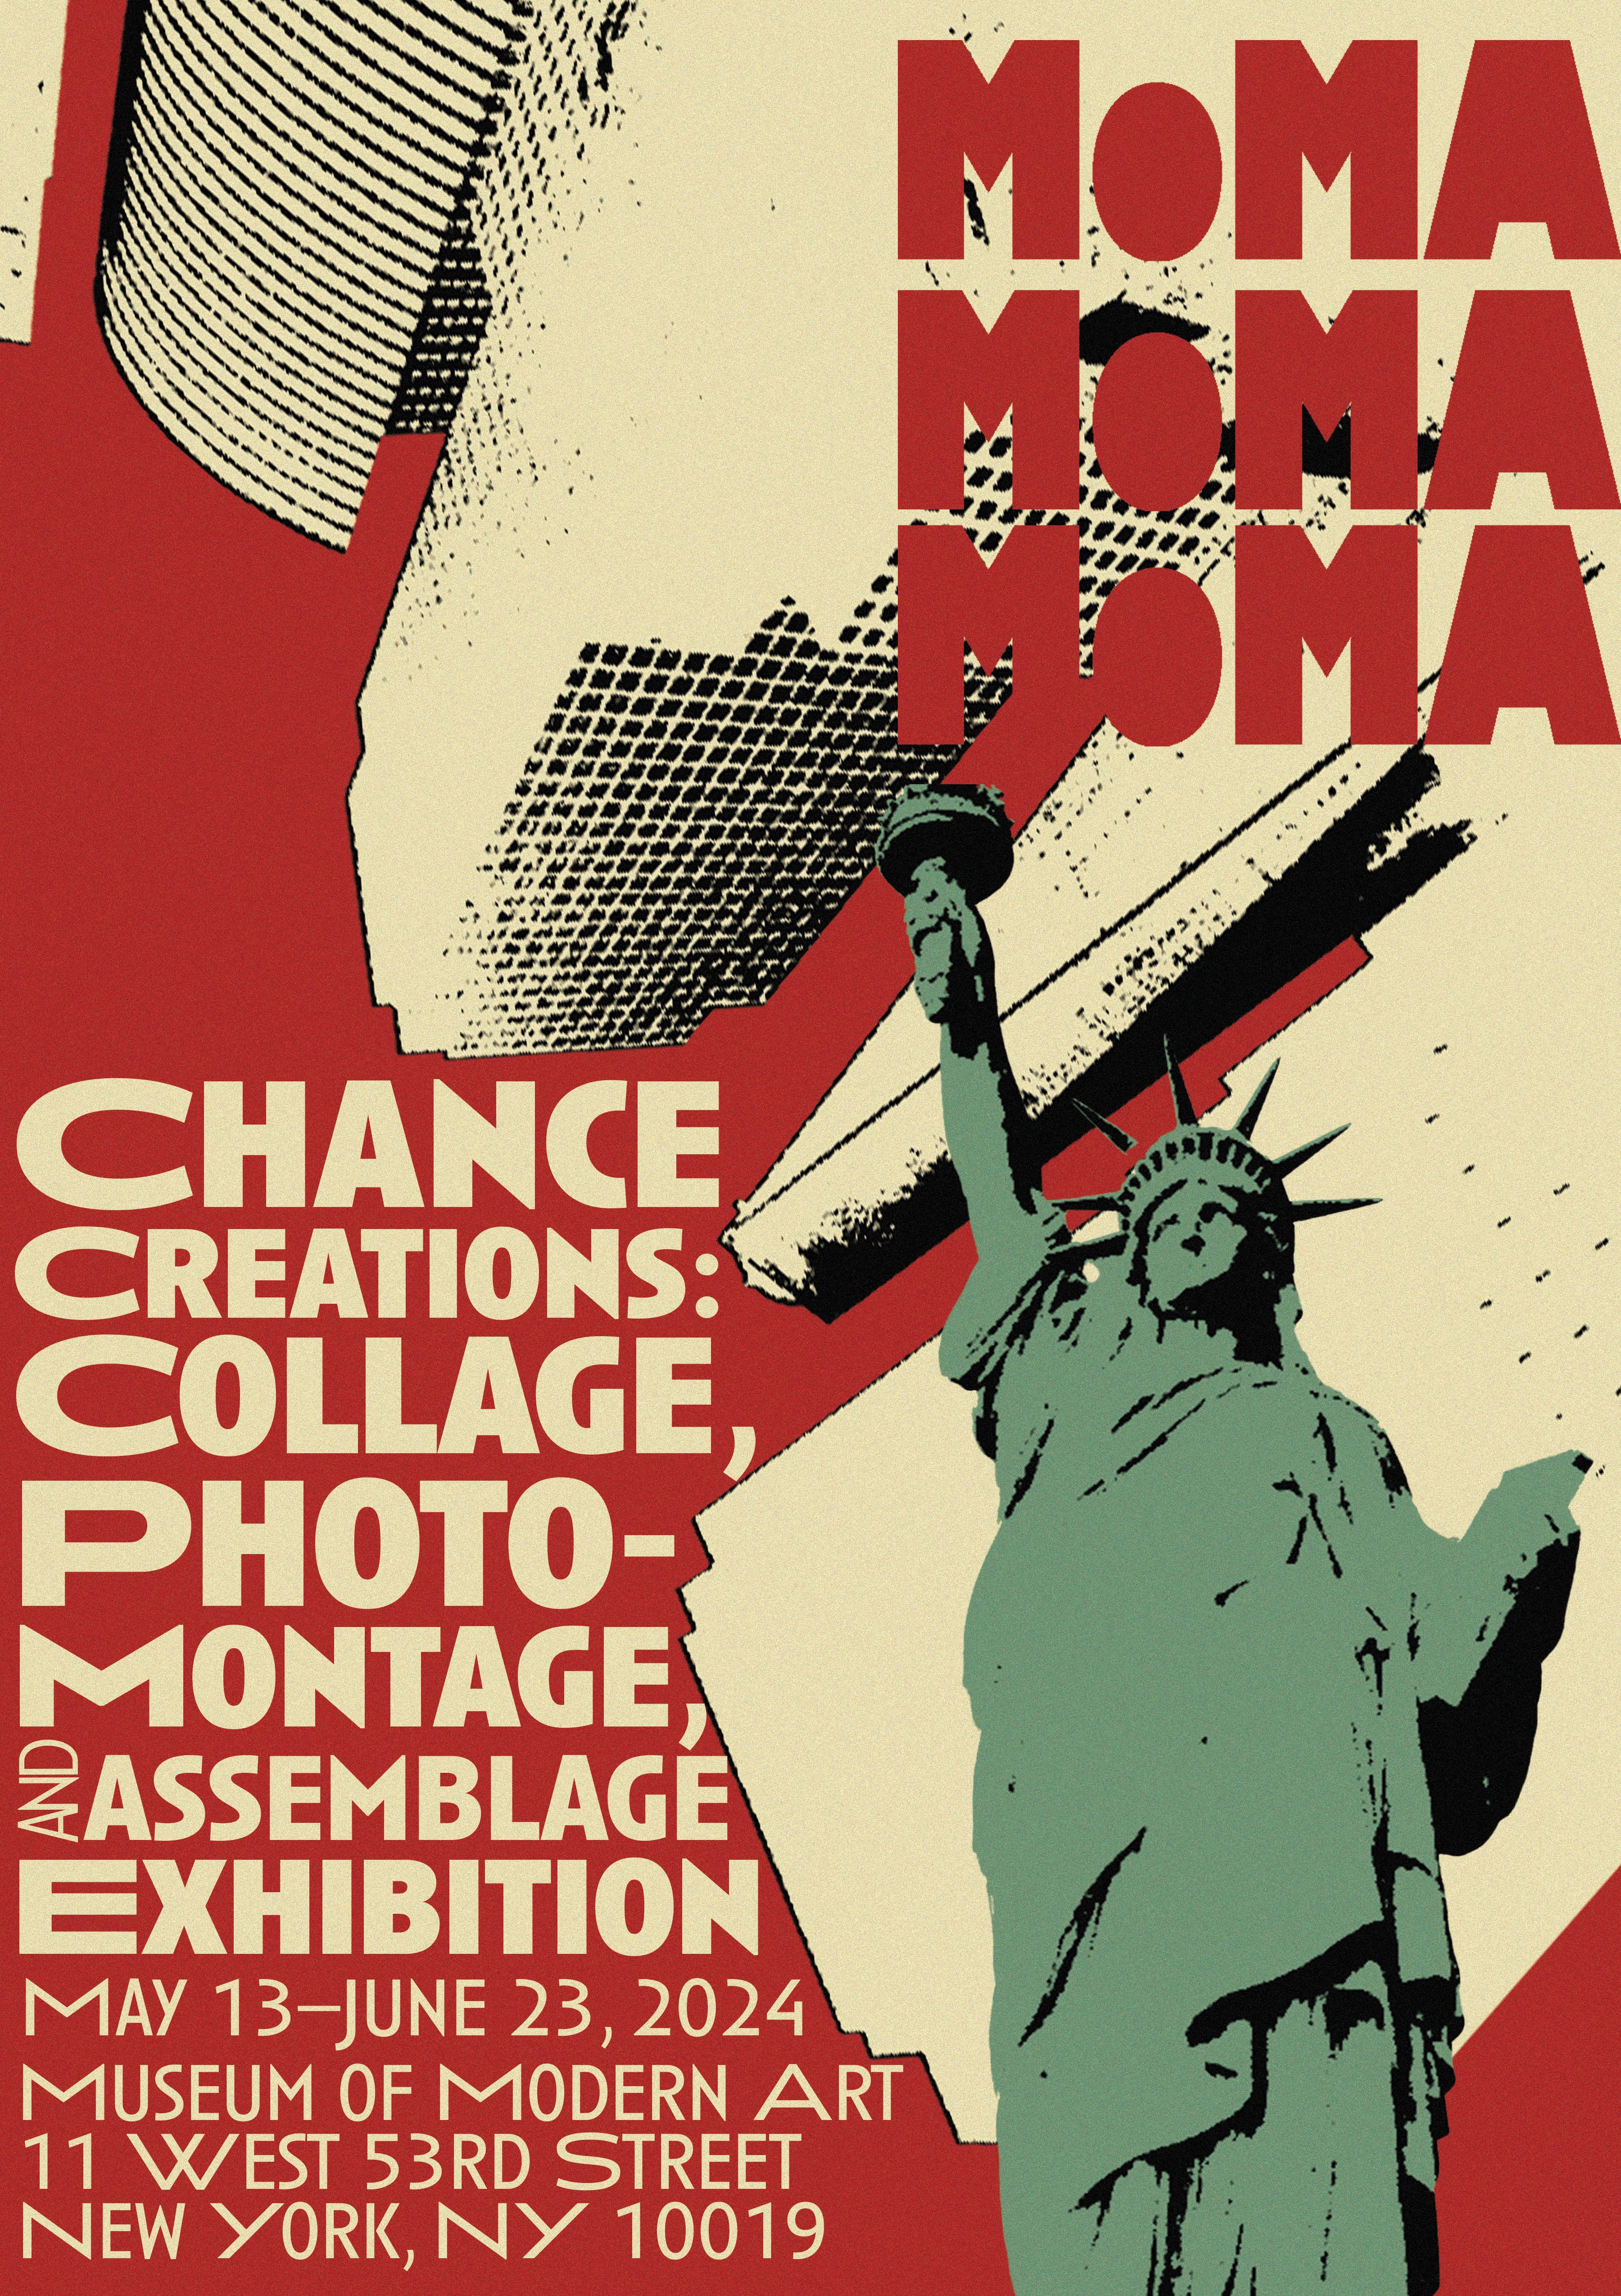 MoMA
MoMA
MoMA
CHANCE
CREATIONS:
COLLAGE,
PHOTO-
MONTAGE,
AND ASSEMBLAGE
EXHIBITION
MAY 13–JUNE 23, 2024
MUSEUM OF MODERN ART
11 WEST 53RD STREET
NEW YORK, NY 10019